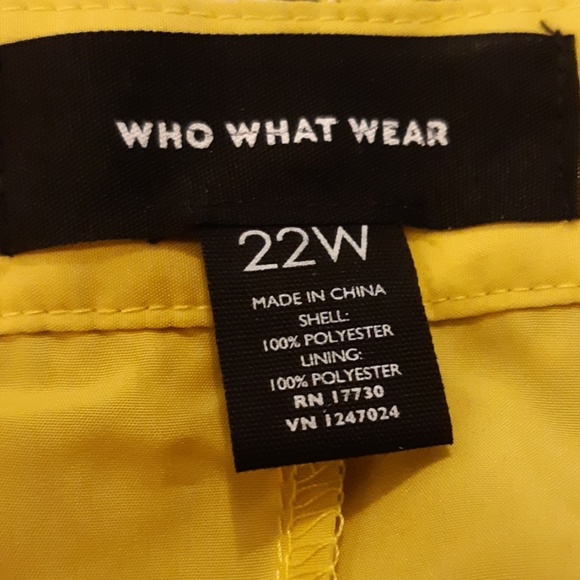 WHO WHAT WEAR
22W
MADE IN CHINA
SHELL:
100% POLYESTER
LINING:
100% POLYESTER
RN 17730
VN 1247024